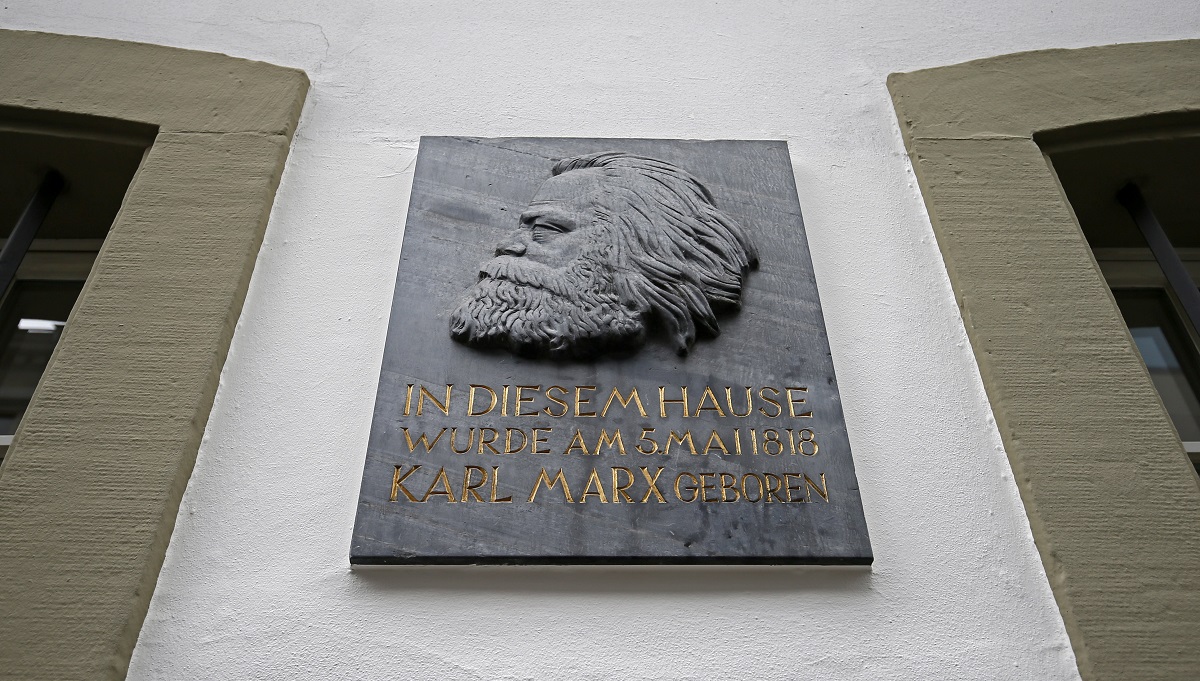 IN DIESEM HAUSE
WURDE AM 5. MAI 1818
KARL MARX GEBOREN